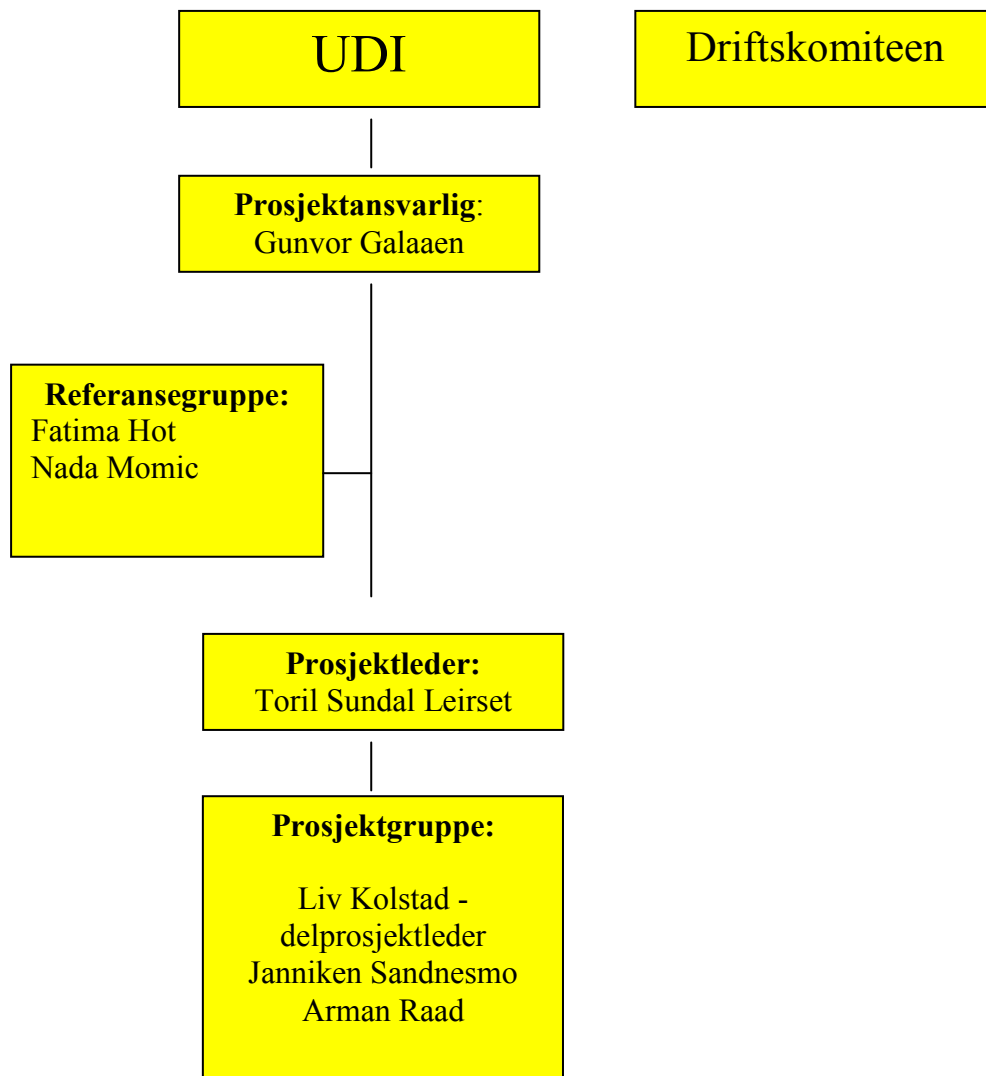 UDI
Driftskomiteen
Prosjektansvarlig:
Gunvor Galaaen
Referansegruppe:
Fatima Hot
Nada Momic
Prosjektleder:
Toril Sundal Leirset
Prosjektgruppe:
Liv Kolstad -
delprosjektleder
Janniken Sandnesmo
Arman Raad